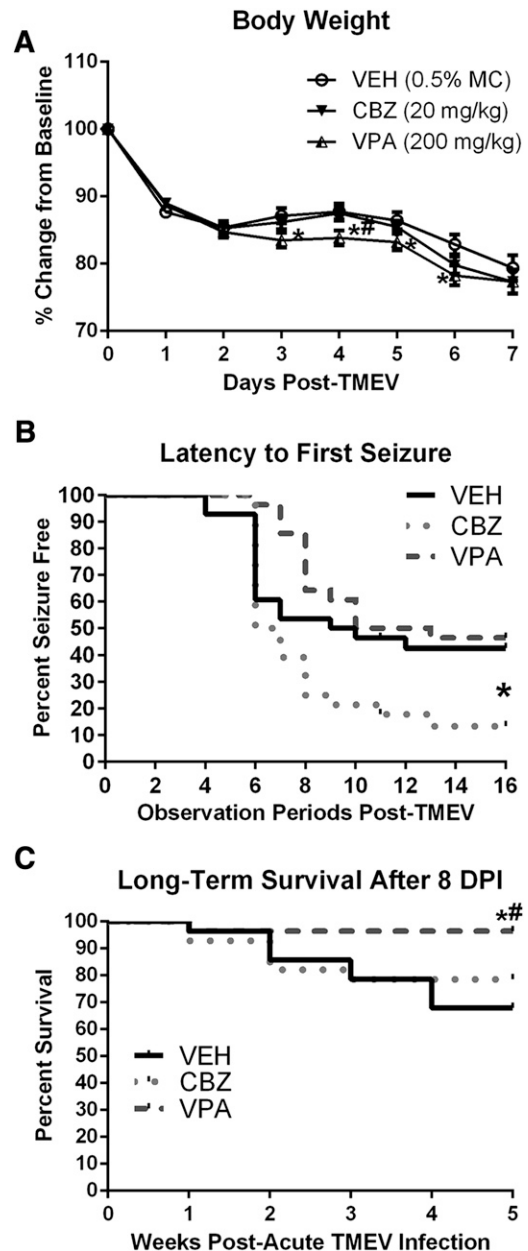 Body Weight
A
110
100
90
80
70
% Change from Baseline
VEH (0.5% MC)
CBZ (20 mg/kg)
VPA (200 mg/kg)
*
*#
*
*
0 1 2 3 4 5 6 7
Days Post-TMEV
B
Latency to First Seizure
100
90
80
70
60
50
40
30
20
10
0
Percent Seizure Free
VEH
CBZ
VPA
*
0 2 4 6 8 10 12 14 16
Observation Periods Post-TMEV
C
Long-Term Survival After 8 DPI
100
90
80
70
60
50
40
30
20
10
0
Percent Survival
*#
VEH
CBZ
VPA
0 1 2 3 4 5
Weeks Post-Acute TMEV Infection